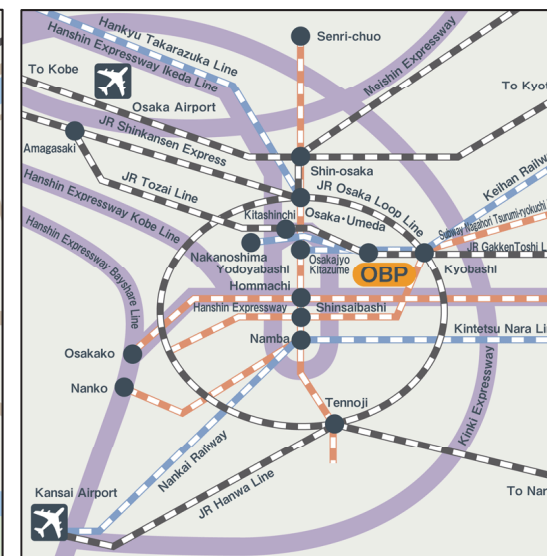 Hankyu Takarazuka Line
Hanshin Expressway Ikeda Line
Senri-chuo
Meishin Expressway
To Kobe
Osaka Airport
To Kyo
JR Shinkansen Express
Amagasaki
Shin-osaka
JR Tozai Line
JR Osaka Loop Line
Keihan Railw
Hanshin Expressway Kobe Line
Kitashinchi
Osaka・Umeda
Subway Nagahori Tsurumi-ryokuchi
Hanshin Expressway Bayshare Line
Nakanoshima
Yodoyabashi
Osakajyo
Kitazume
OBP
Kyobashi
JR GakkenToshi L
Hommachi
Hanshin Expressway
Shinsaibashi
Namba
Kintetsu Nara Li
Osakako
Nanko
Kinki Expressway
Tennoji
Nankai Railway
JR Hanwa Line
Kansai Airport
To Nar